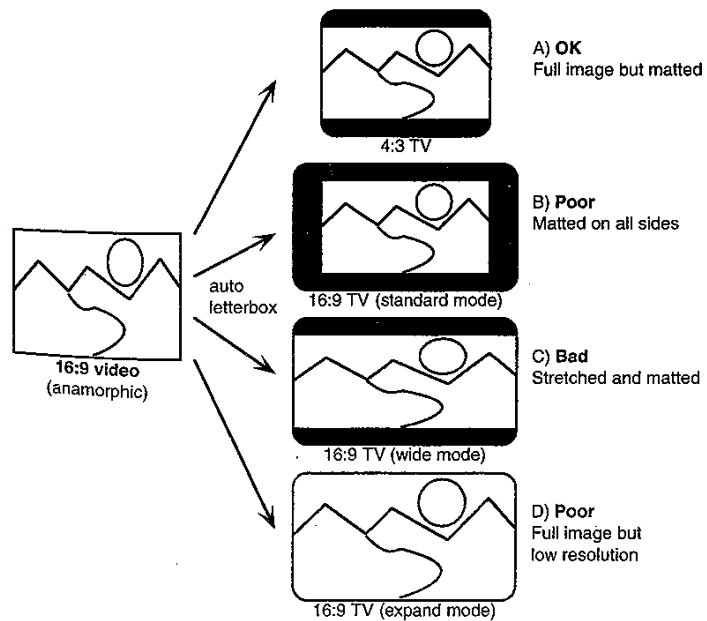 A) OK
Full image but matted
4:3 TV
B) Poor
Matted on all sides
auto
letterbox
16:9 TV (standard mode)
16:9 video
(anamorphic)
C) Bad
Stretched and matted
16:9 TV (wide mode)
D) Poor
Full image but
low resolution
16:9 TV (expand mode)